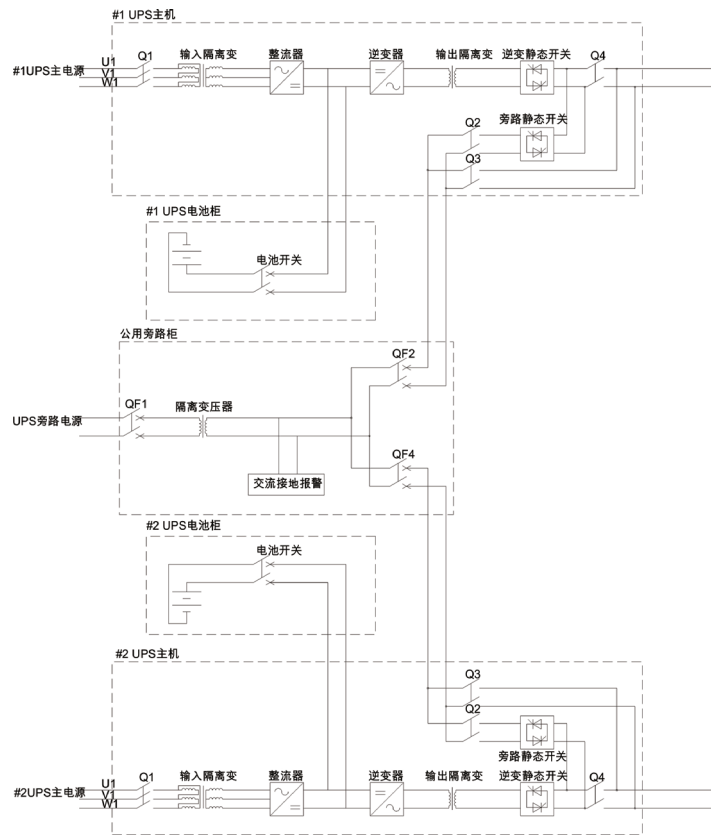 #1 UPS主机
#1UPS主电源
U1
V1
W1
Q1
输入隔离变
整流器
逆变器
输出隔离变
逆变静态开关
Q4
旁路静态开关
Q2
Q3
#1 UPS电池柜
电池开关
公用旁路柜
QF2
UPS旁路电源
QF1
隔离变压器
QF4
交流接地报警
#2 UPS电池柜
电池开关
#2 UPS主机
Q3
Q2
旁路静态开关
#2UPS主电源
U1
V1
W1
Q1
输入隔离变
整流器
逆变器
输出隔离变
逆变静态开关
Q4